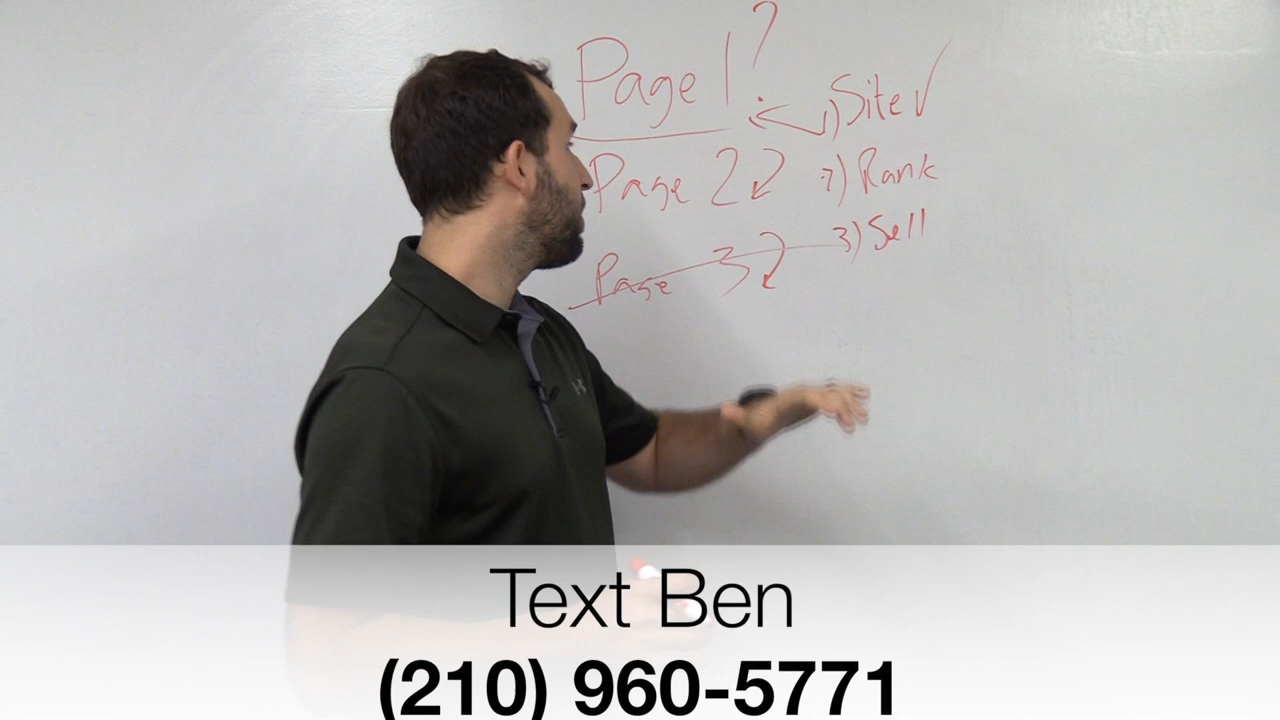 Page 1?
Page 2
Page 3
1) Site ✓
2) Rank
3) Sell
Text Ben
(210) 960-5771